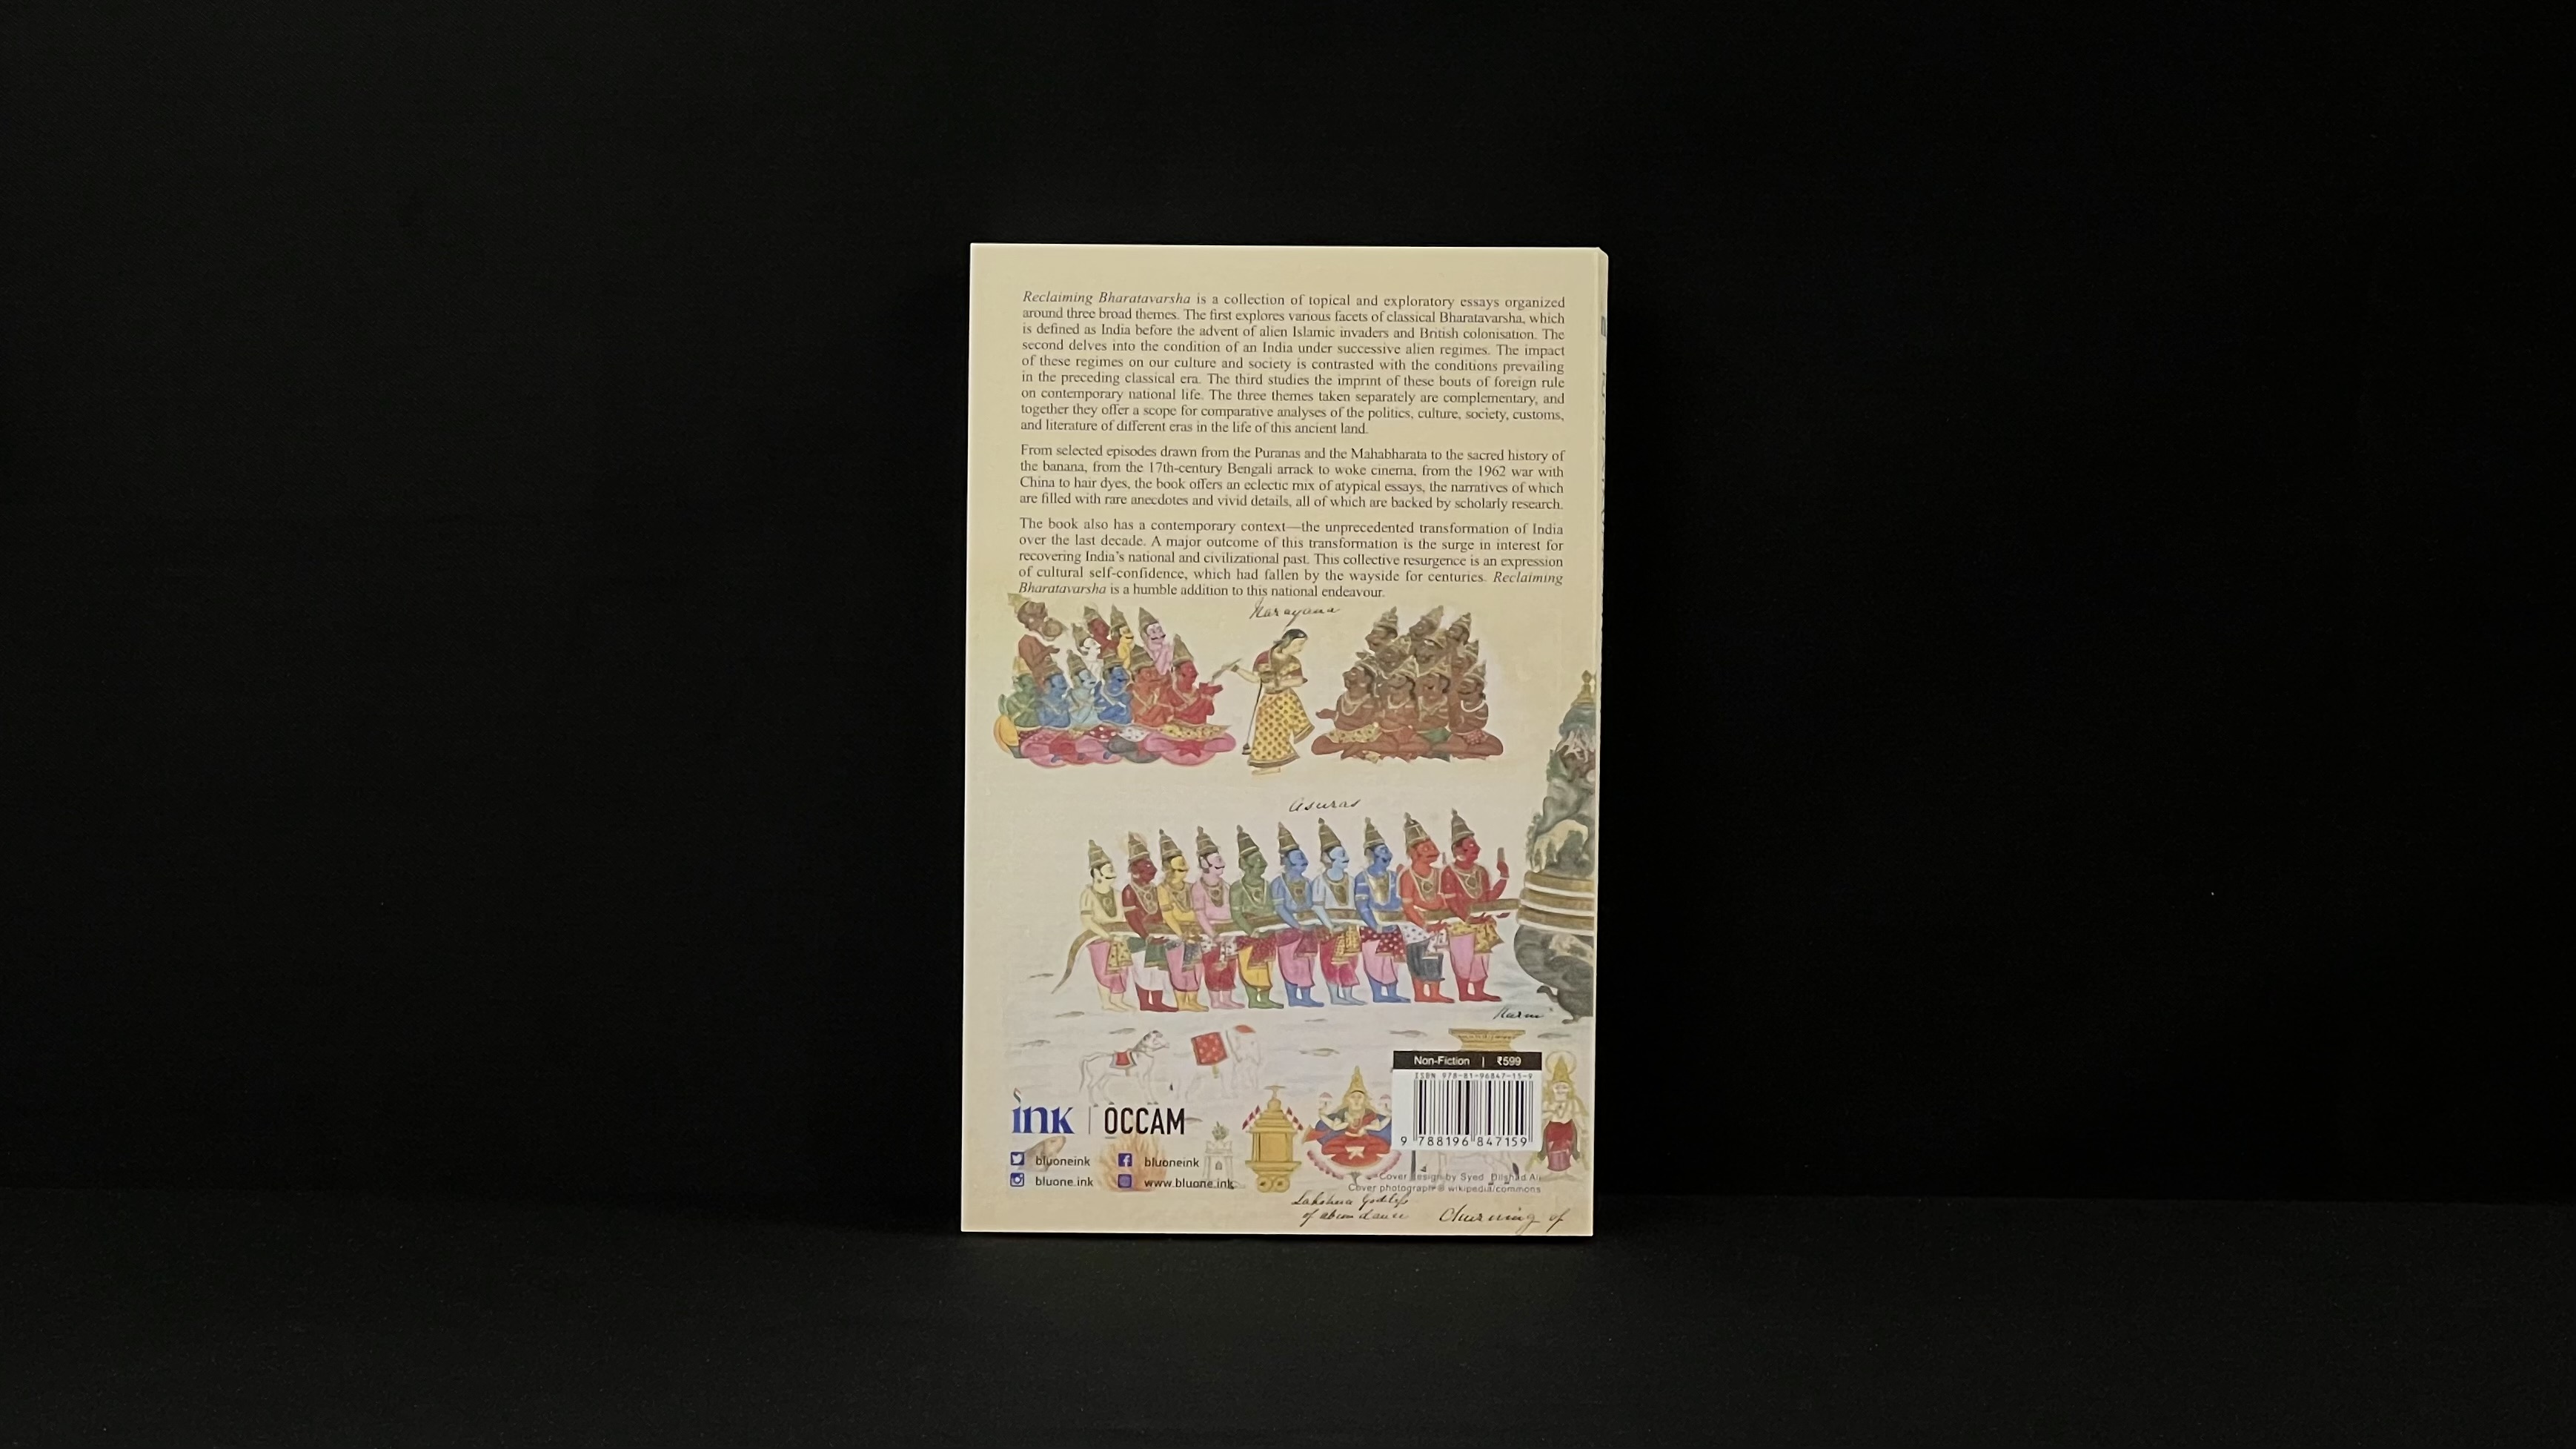 Reclaiming Bharatavarsha is a collection of topical and exploratory essays organized
around three broad themes. The first explores various facets of classical Bharatavarsha, which
is defined as India before the advent of alien Islamic invaders and British colonisation. The
second delves into the condition of an India under successive alien regimes. The impact
of these regimes on our culture and society is contrasted with the conditions prevailing
in the preceding classical era. The third studies the imprint of these bouts of foreign rule
on contemporary national life. The three themes taken separately are complementary, and
together they offer a scope for comparative analyses of the politics, culture, society, customs,
and literature of different eras in the life of this ancient land.
From selected episodes drawn from the Puranas and the Mahabharata to the sacred history of
the banana, from the 17th-century Bengali arrack to woke cinema, from the 1962 war with
China to hair dyes, the book offers an eclectic mix of atypical essays, the narratives of which
are filled with rare anecdotes and vivid details, all of which are backed by scholarly research.
The book also has a contemporary context—the unprecedented transformation of India
over the last decade. A major outcome of this transformation is the surge in interest for
recovering India's national and civilizational past. This collective resurgence is an expression
of cultural self-confidence, which had fallen by the wayside for centuries. Reclaiming
Bharatavarsha is a humble addition to this national endeavour.
Narayana
Asuras
Kurm
Non-Fiction | ₹599
ISBN 978-81-96847-15-9
9 788196 847159
ink | OCCAM
bluoneink bluoneink
bluone.ink www.bluone.ink
Cover design by Syed Dilshad Ali
Cover photograph © wikipedia/commons
Goddess
of abundance
Churning of